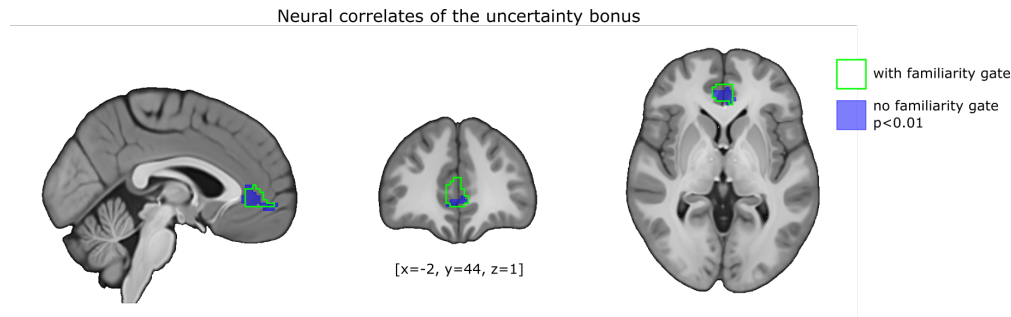 Neural correlates of the uncertainty bonus
with familiarity gate
no familiarity gate
p<0.01
[x=-2, y=44, z=1]